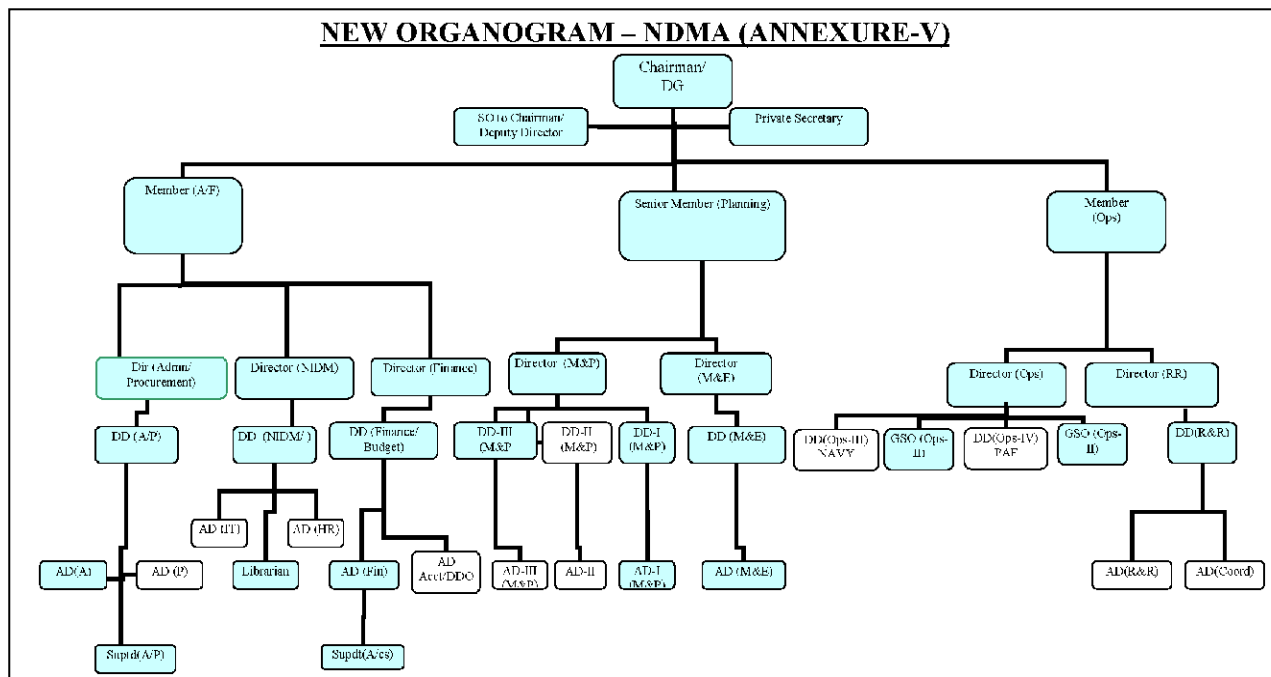 NEW ORGANOGRAM – NDMA (ANNEXURE-V)
Chairman/
DG
SO to Chairman/
Deputy Director
Private Secretary
Member (A/F)
Senior Member (Planning)
Member
(Ops)
Dir (Admn/
Procurement)
Director (NIDM)
Director (Finance)
Director (M&P)
Director
(M&E)
Director (Ops)
Director (RR)
DD (A/P)
DD (NIDM/ )
DD (Finance/
Budget)
DD-III
(M&P
DD-II
(M&P)
DD-I
(M&P)
DD (M&E)
DD(Ops-III)
NAVY
GSO (Ops-
II)
DD(Ops-IV)
PAF
GSO (Ops-
II)
DD(R&R)
AD (IT)
AD (HR)
AD(A)
AD (P)
Librarian
AD (Fin)
AD
Acct/DDO
AD-III
(M&P)
AD-II
AD-I
(M&P)
AD (M&E)
AD(R&R)
AD(Coord)
Suptd(A/P)
Supdt(A/cs)